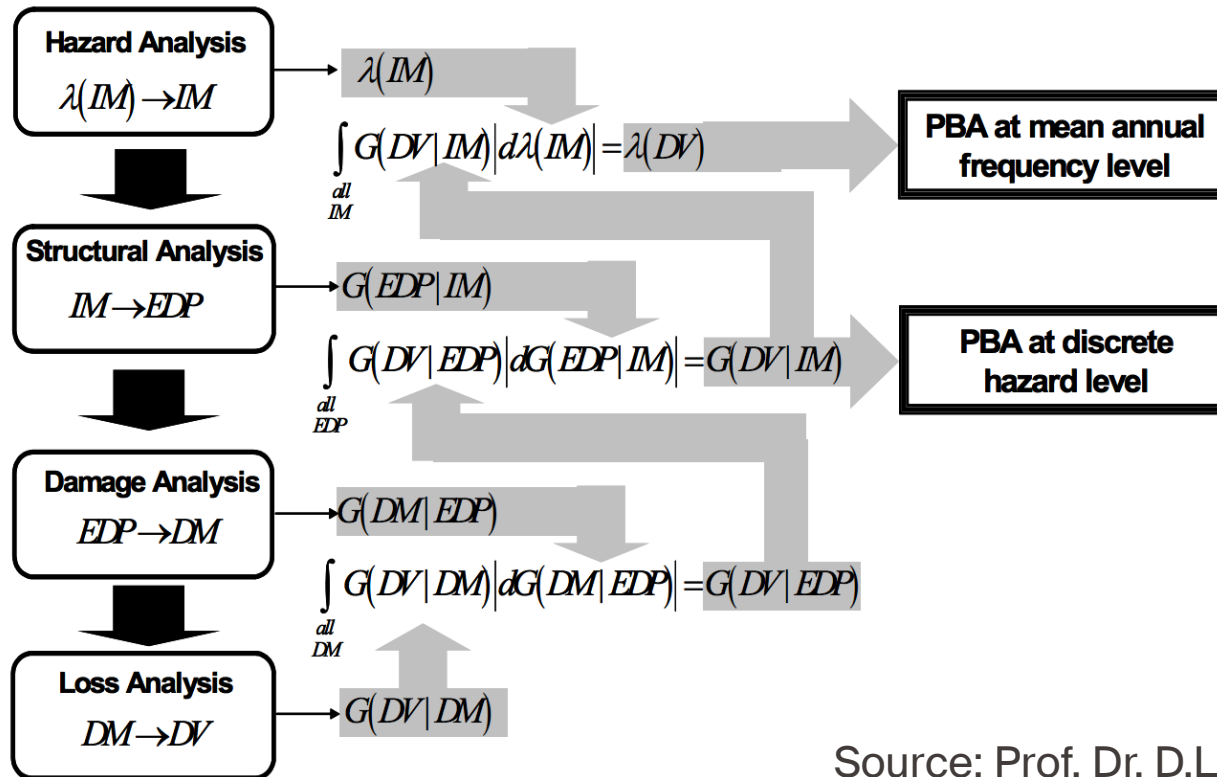 Hazard Analysis
λ(IM)→IM
λ(IM)
∫ G(DV|IM)|dλ(IM)|=λ(DV)
all
IM
PBA at mean annual
frequency level
Structural Analysis
IM→EDP
G(EDP|IM)
∫ G(DV|EDP)|dG(EDP|IM)|=G(DV|IM)
all
EDP
PBA at discrete
hazard level
Damage Analysis
EDP→DM
G(DM|EDP)
∫ G(DV|DM)|dG(DM|EDP)|=G(DV|EDP)
all
DM
Loss Analysis
DM→DV
G(DV|DM)
Source: Prof. Dr. D.L